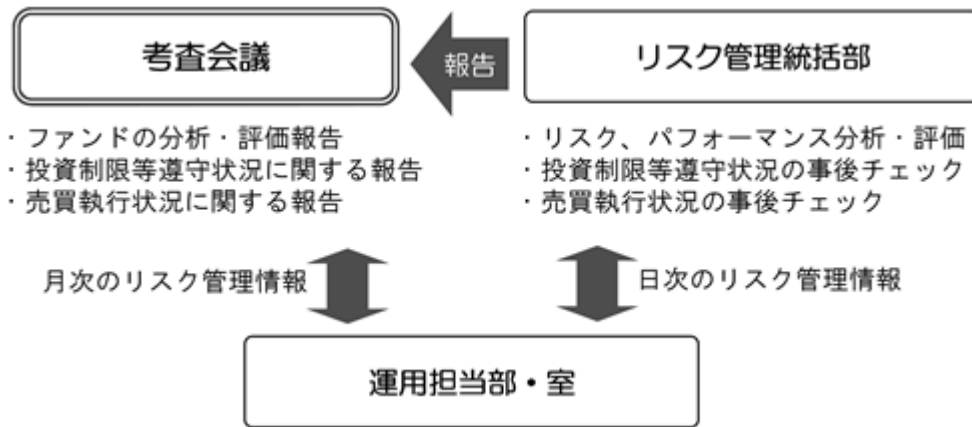 考査会議
報告
リスク管理統括部
・ファンドの分析・評価報告
・投資制限等遵守状況に関する報告
・売買執行状況に関する報告
・リスク、パフォーマンス分析・評価
・投資制限等遵守状況の事後チェック
・売買執行状況の事後チェック
月次のリスク管理情報
日次のリスク管理情報
運用担当部・室